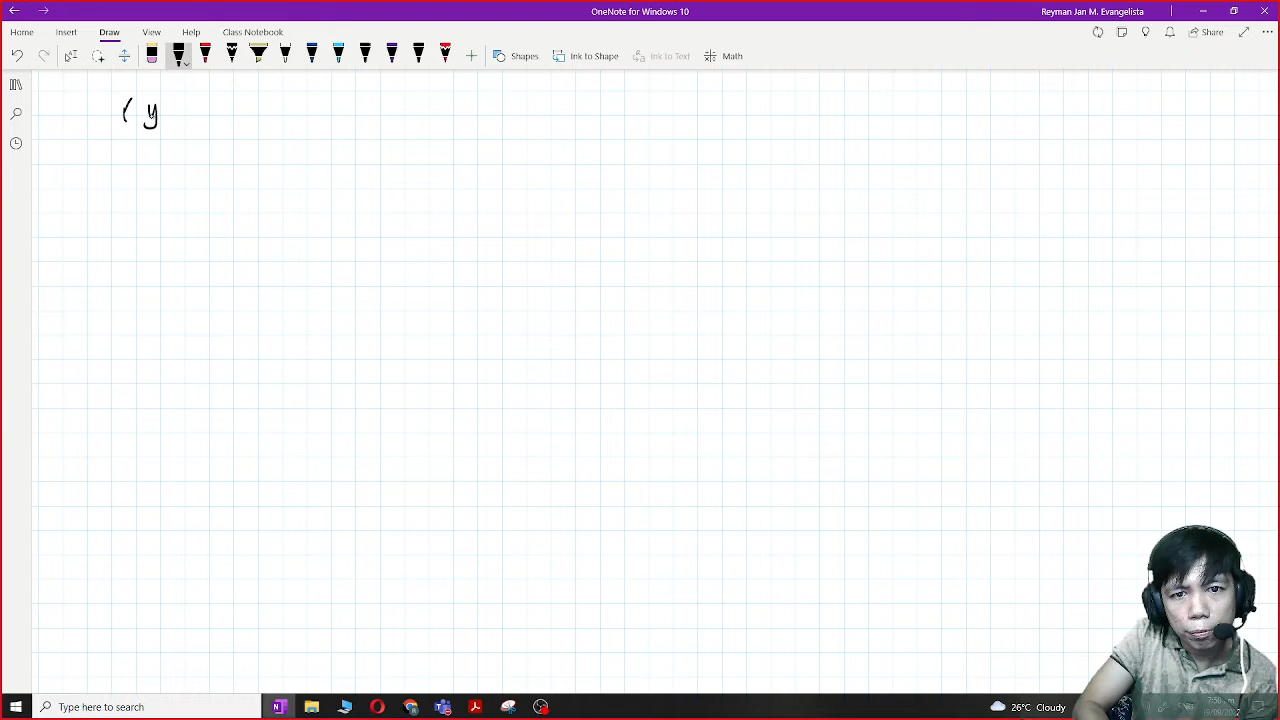 OneNote for Windows 10
Reyman Jan M. Evangelista
Home Insert Draw View Help Class Notebook
Share
Shapes Ink to Shape Ink to Text Math
( y
Type here to search
26°C Cloudy